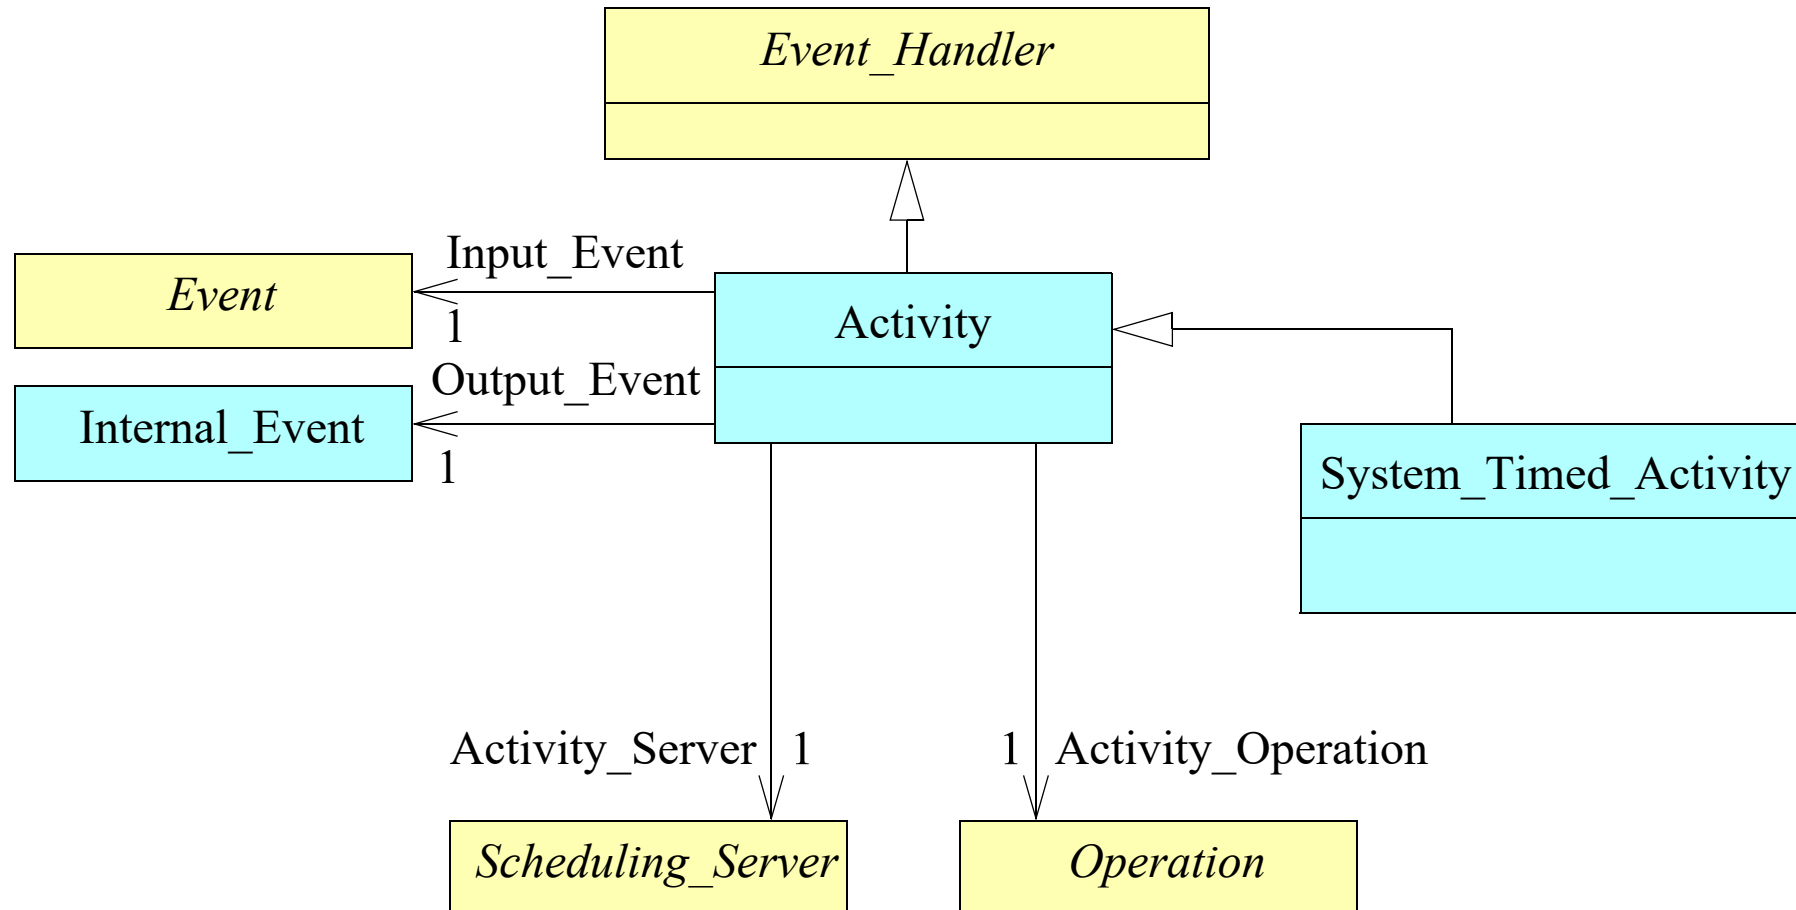 Event_Handler
Input_Event
Event
1
Activity
Output_Event
Internal_Event
1
System_Timed_Activity
Activity_Server
1
1
Activity_Operation
Scheduling_Server
Operation